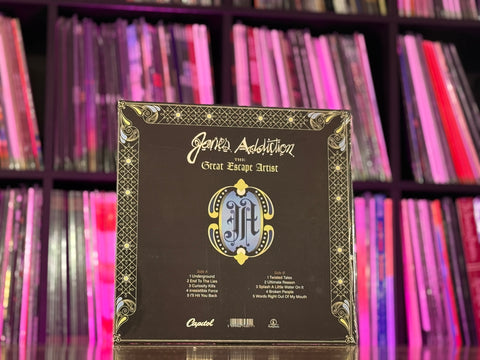 Jane's Addiction
THE
Great Escape Artist
JA
Side A
1 Underground
2 End To The Lies
3 Curiosity Kills
4 Irresistible Force
5 I'll Hit You Back
Side B
1 Twisted Tales
2 Ultimate Reason
3 Splash A Little Water On It
4 Broken People
5 Words Right Out Of My Mouth
Capitol